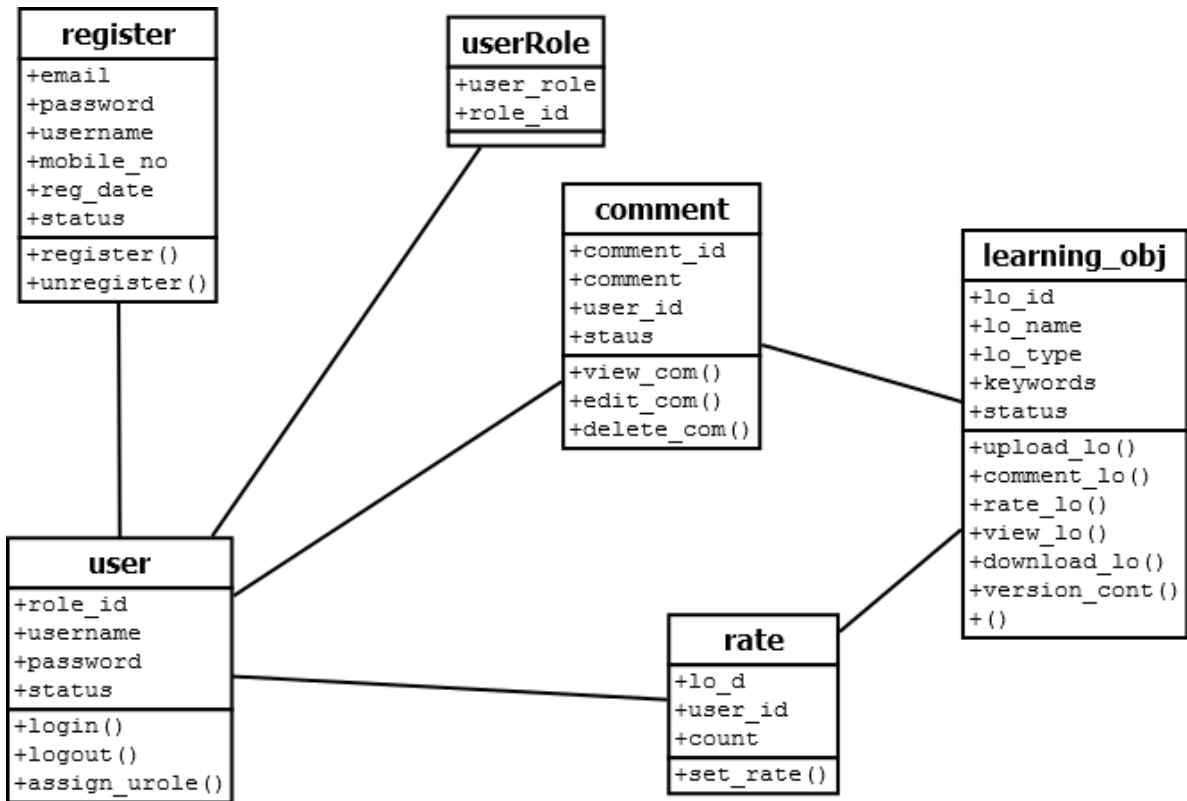 register
+email
+password
+username
+mobile_no
+reg_date
+status
+register()
+unregister()
userRole
+user_role
+role_id
comment
+comment_id
+comment
+user_id
+staus
+view_com()
+edit_com()
+delete_com()
learning_obj
+lo_id
+lo_name
+lo_type
+keywords
+status
+upload_lo()
+comment_lo()
+rate_lo()
+view_lo()
+download_lo()
+version_cont()
+()
user
+role_id
+username
+password
+status
+login()
+logout()
+assign_urole()
rate
+lo_d
+user_id
+count
+set_rate()